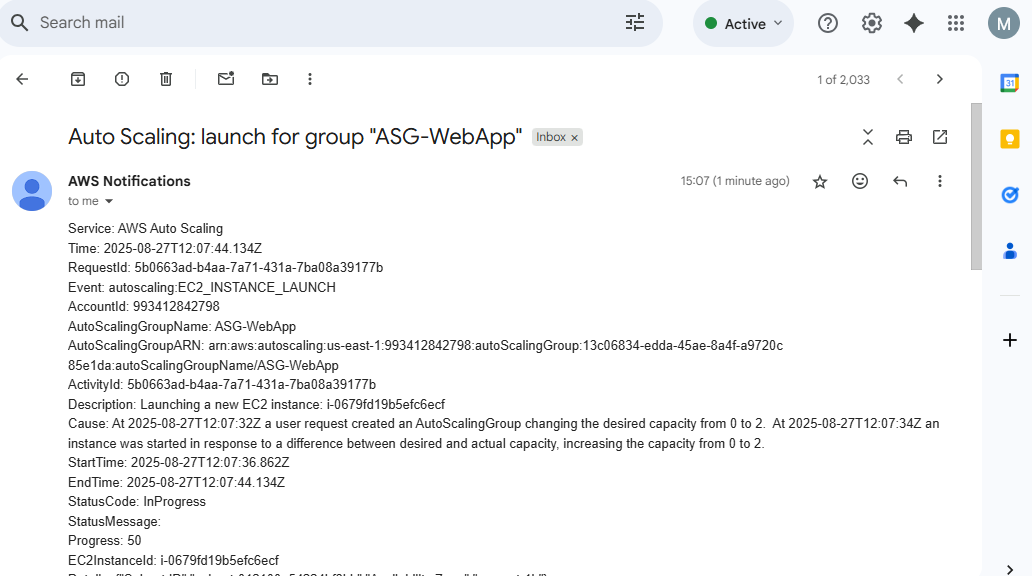 Search mail
Active
M
1 of 2,033
31
Auto Scaling: launch for group "ASG-WebApp" Inbox ×
AWS Notifications
15:07 (1 minute ago)
to me
Service: AWS Auto Scaling
Time: 2025-08-27T12:07:44.134Z
RequestId: 5b0663ad-b4aa-7a71-431a-7ba08a39177b
Event: autoscaling:EC2_INSTANCE_LAUNCH
AccountId: 993412842798
AutoScalingGroupName: ASG-WebApp
AutoScalingGroupARN: arn:aws:autoscaling:us-east-1:993412842798:autoScalingGroup:13c06834-edda-45ae-8a4f-a9720c
85e1da:autoScalingGroupName/ASG-WebApp
ActivityId: 5b0663ad-b4aa-7a71-431a-7ba08a39177b
Description: Launching a new EC2 instance: i-0679fd19b5efc6ecf
Cause: At 2025-08-27T12:07:32Z a user request created an AutoScalingGroup changing the desired capacity from 0 to 2.  At 2025-08-27T12:07:34Z an
instance was started in response to a difference between desired and actual capacity, increasing the capacity from 0 to 2.
StartTime: 2025-08-27T12:07:36.862Z
EndTime: 2025-08-27T12:07:44.134Z
StatusCode: InProgress
StatusMessage:
Progress: 50
EC2InstanceId: i-0679fd19b5efc6ecf